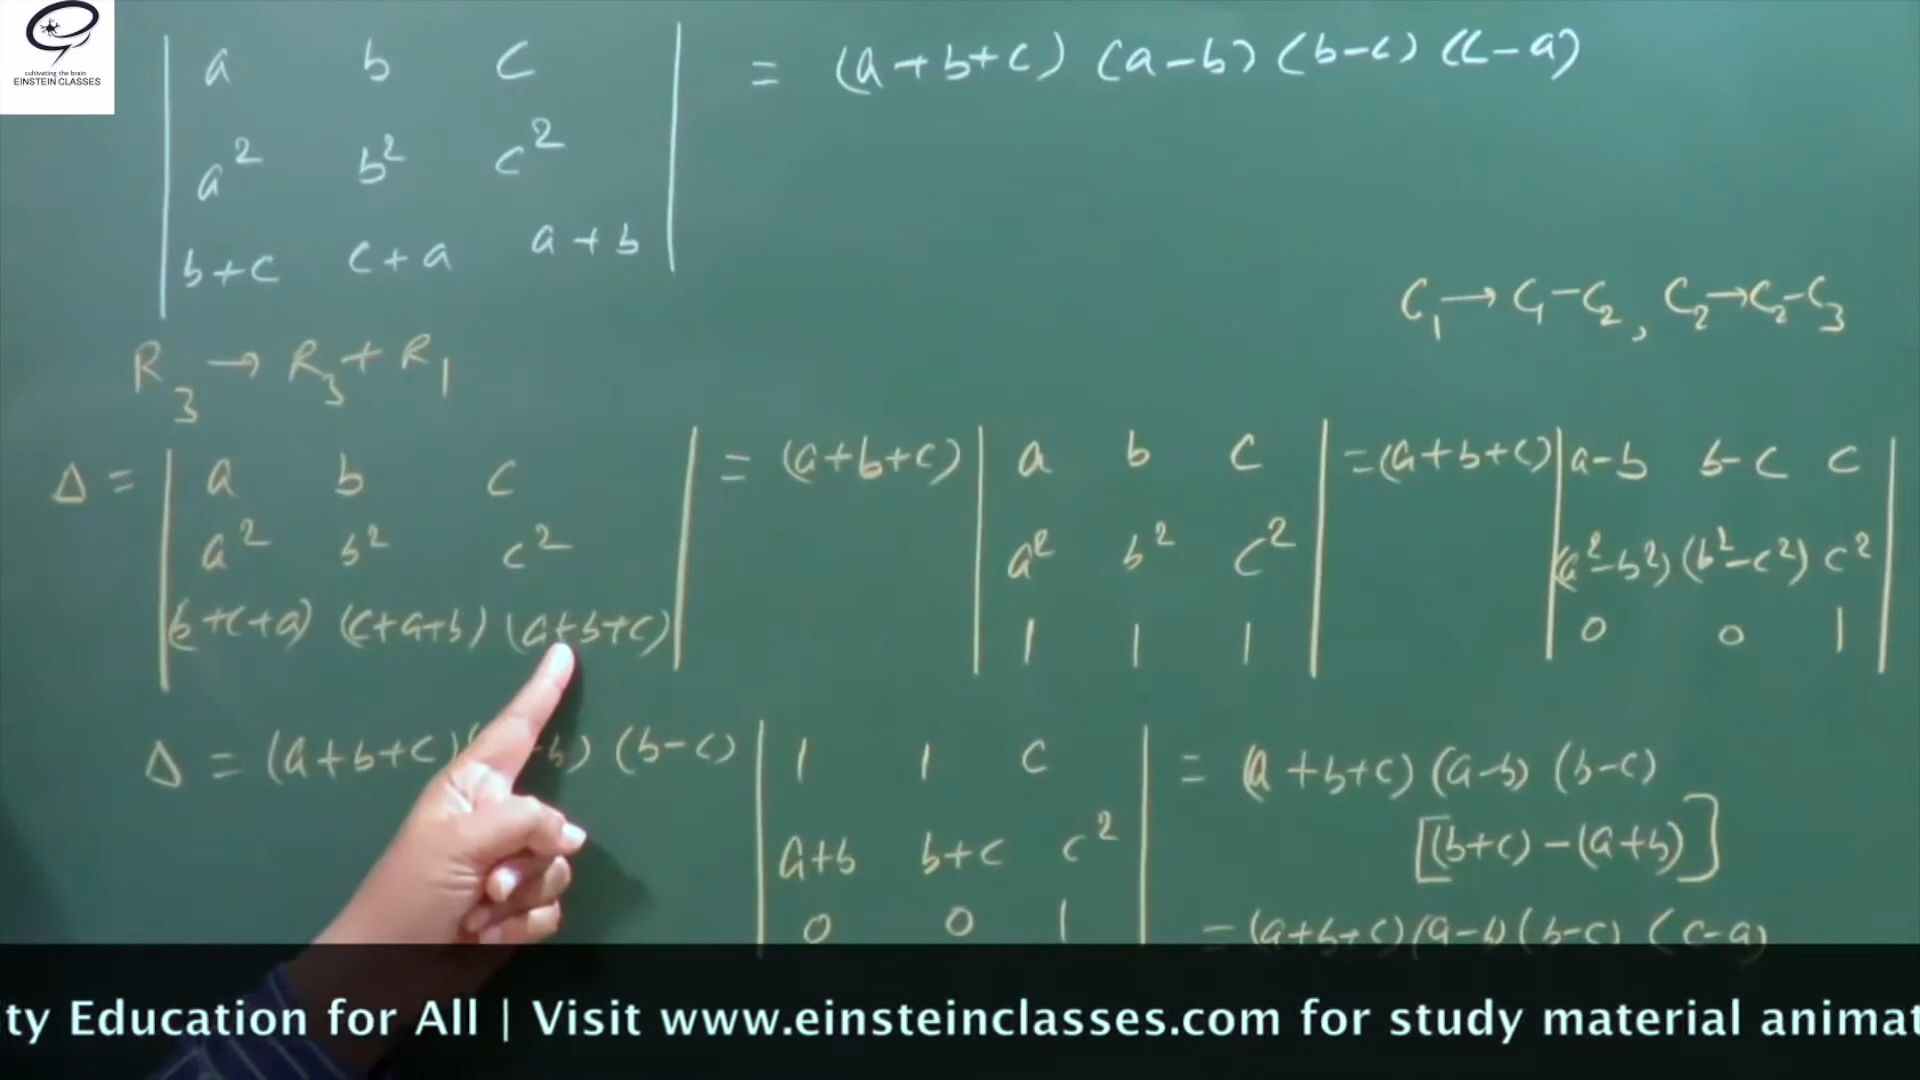 cultivating the brain
EINSTEIN CLASSES
| a b c | = (a+b+c) (a-b) (b-c) (c-a)
| a² b² c² |
| b+c c+a a+b |
C₁→C₁-C₂, C₂→C₂-C₃
R₃ → R₃ + R₁
Δ = | a b c | = (a+b+c) | a b c | = (a+b+c) | a-b b-c c |
| a² b² c² | | a² b² c² | | (a²-b²) (b²-c²) c² |
| (b+c+a) (c+a+b) (a+b+c) | | 1 1 1 | | 0 0 1 |
Δ = (a+b+c) ( -b) (b-c) | 1 1 c | = (a+b+c) (a-b) (b-c)
| a+b b+c c² | [(b+c)-(a+b)]
| 0 0 1 | = (a+b+c) (a-b) (b-c) (c-a)
ty Education for All | Visit www.einsteinclasses.com for study material animat